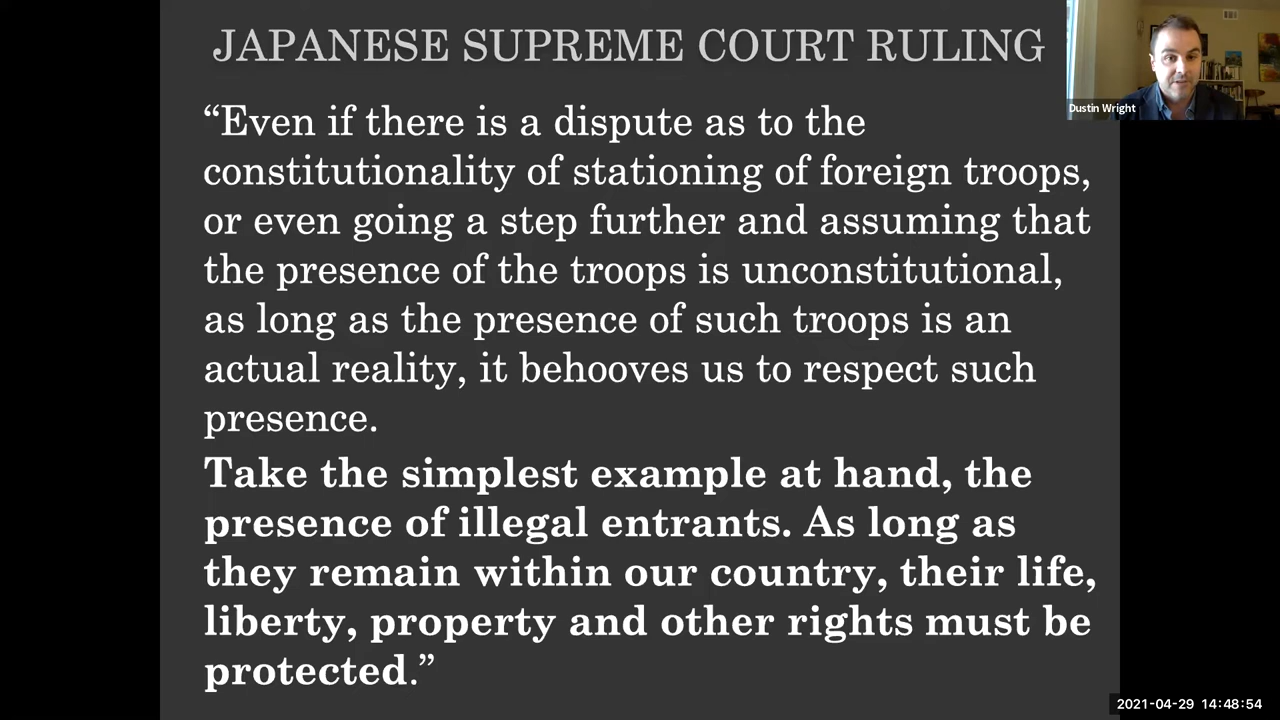 JAPANESE SUPREME COURT RULING
Dustin Wright
“Even if there is a dispute as to the
constitutionality of stationing of foreign troops,
or even going a step further and assuming that
the presence of the troops is unconstitutional,
as long as the presence of such troops is an
actual reality, it behooves us to respect such
presence.
Take the simplest example at hand, the
presence of illegal entrants. As long as
they remain within our country, their life,
liberty, property and other rights must be
protected.”
2021-04-29 14:48:54